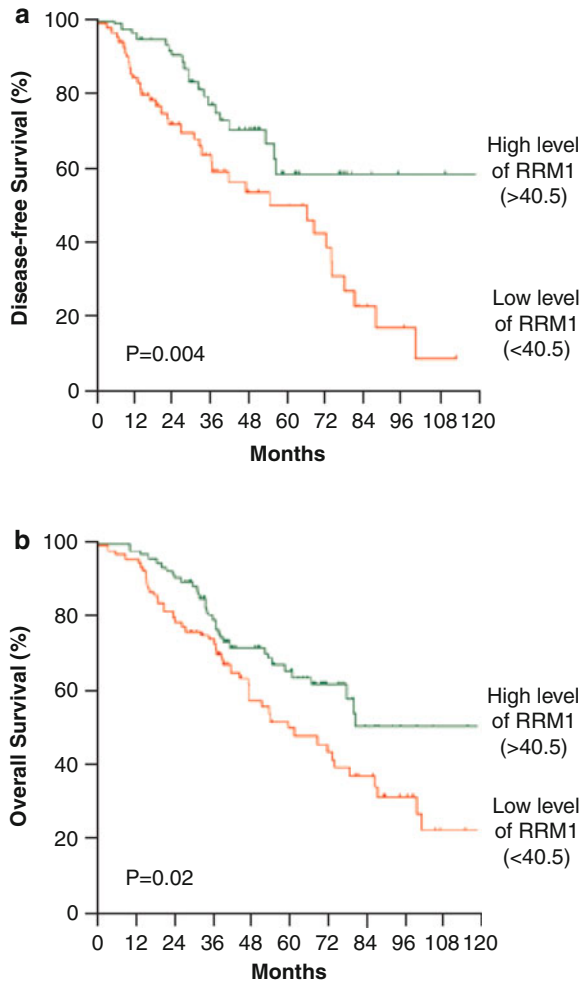 a
100
80
60
40
20
0
Disease-free Survival (%)
High level
of RRM1
(>40.5)
Low level
of RRM1
(<40.5)
P=0.004
0 12 24 36 48 60 72 84 96 108 120
Months
b
100
80
60
40
20
0
Overall Survival (%)
High level
of RRM1
(>40.5)
Low level
of RRM1
(<40.5)
P=0.02
0 12 24 36 48 60 72 84 96 108 120
Months